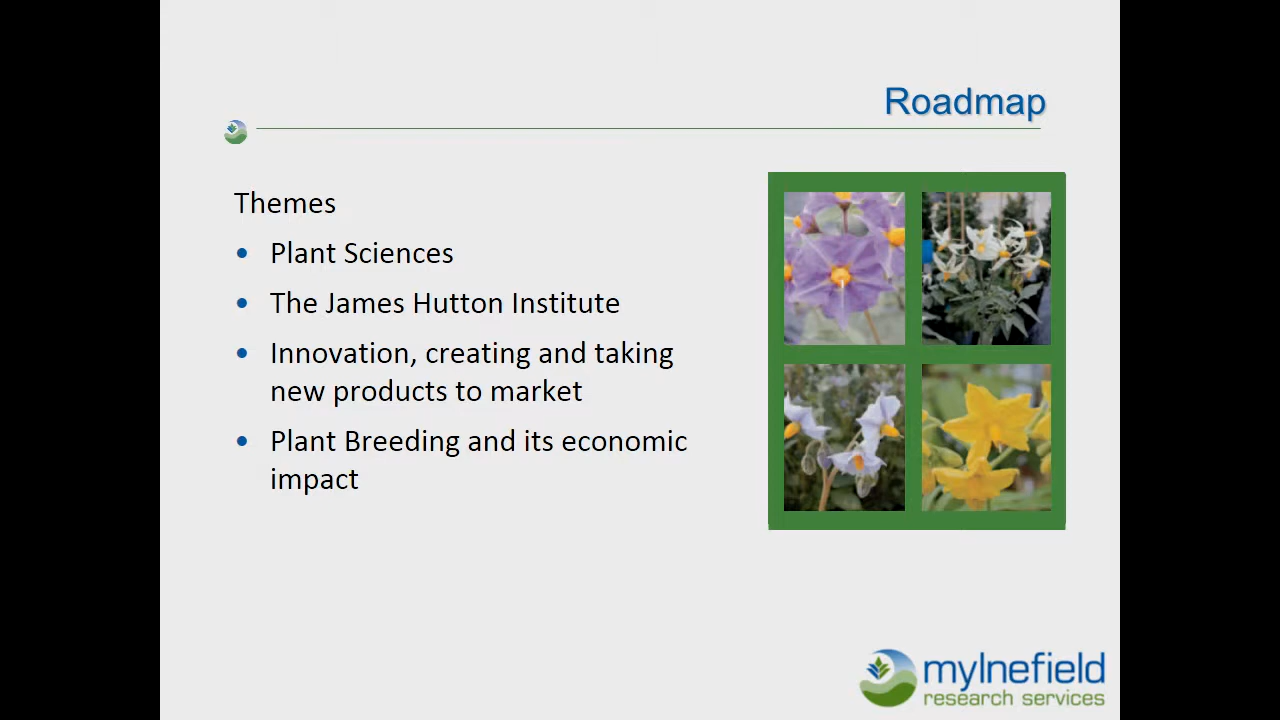 Roadmap
Themes
• Plant Sciences
• The James Hutton Institute
• Innovation, creating and taking
new products to market
• Plant Breeding and its economic
impact
mylnefield
research services